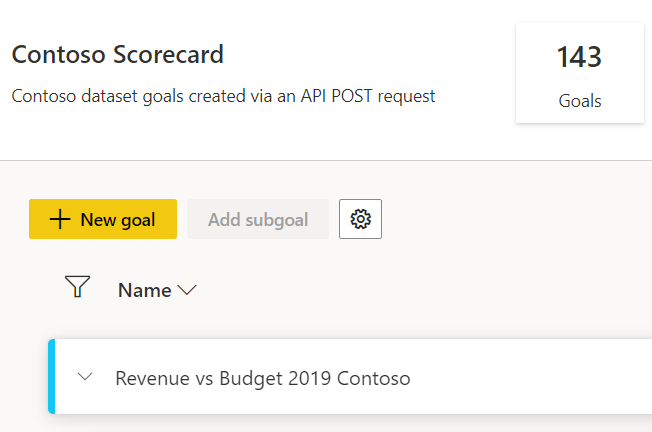 Contoso Scorecard
Contoso dataset goals created via an API POST request
143
Goals
New goal
Add subgoal
Name
Revenue vs Budget 2019 Contoso